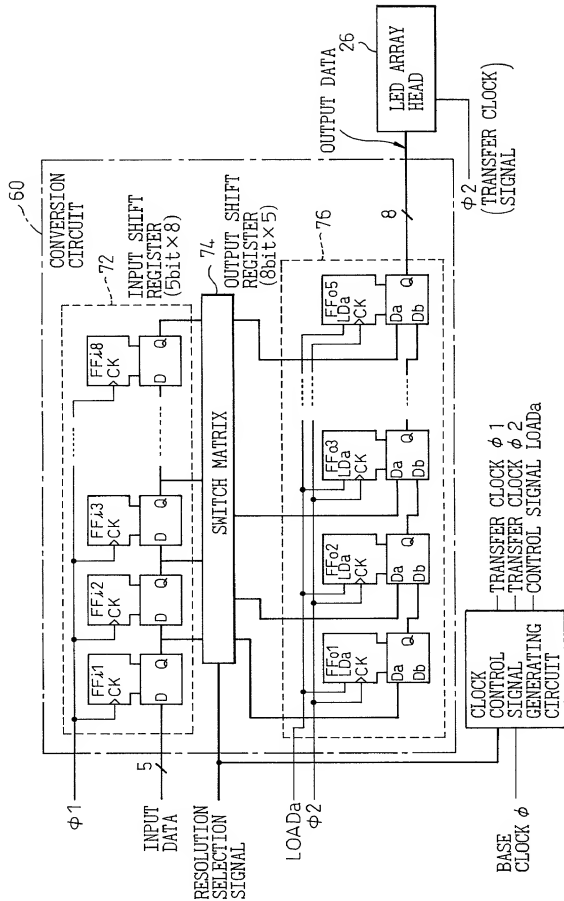 60
CONVERSION
CIRCUIT
72
INPUT SHIFT
REGISTER
(5bit×8)
φ1
FFi1
CK
D
Q
FFi2
CK
D
Q
FFi3
CK
D
Q
FFi8
CK
D
Q
5
INPUT
DATA
RESOLUTION
SELECTION
SIGNAL
SWITCH MATRIX
74
OUTPUT SHIFT
REGISTER
(8bit×5)
76
LOADa
φ2
FFo1
LDa
CK
Da
Q
Db
FFo2
LDa
CK
Da
Q
Db
FFo3
LDa
CK
Da
Q
Db
FFo5
LDa
CK
Da
Q
Db
8
OUTPUT DATA
26
LED ARRAY
HEAD
φ2
(TRANSFER CLOCK)
(SIGNAL
BASE
CLOCK φ
CLOCK
CONTROL
SIGNAL
GENERATING
CIRCUIT
TRANSFER CLOCK φ1
TRANSFER CLOCK φ2
CONTROL SIGNAL LOADa